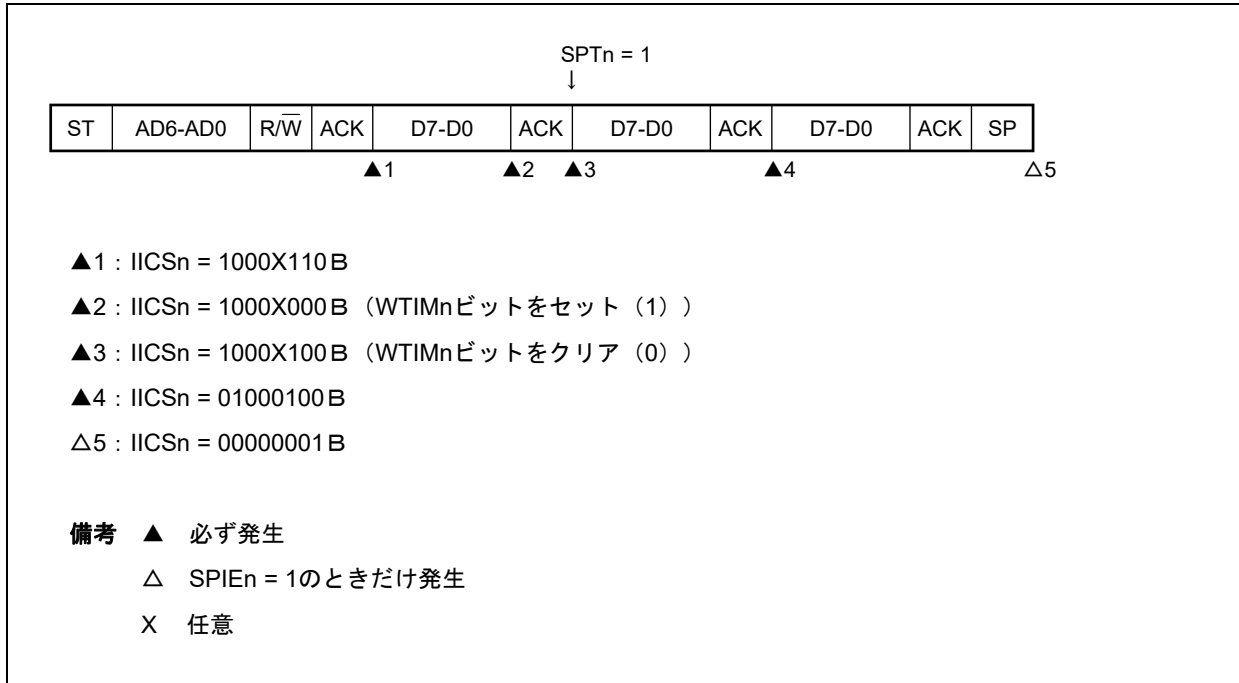 SPTn = 1
↓
ST AD6-AD0 R/W̅ ACK D7-D0 ACK D7-D0 ACK D7-D0 ACK SP
▲1 ▲2 ▲3 ▲4 △5
▲1：IICSn = 1000X110Ｂ
▲2：IICSn = 1000X000Ｂ（WTIMnビットをセット（1））
▲3：IICSn = 1000X100Ｂ（WTIMnビットをクリア（0））
▲4：IICSn = 01000100Ｂ
△5：IICSn = 00000001Ｂ
備考 ▲ 必ず発生
△ SPIEn = 1のときだけ発生
X 任意